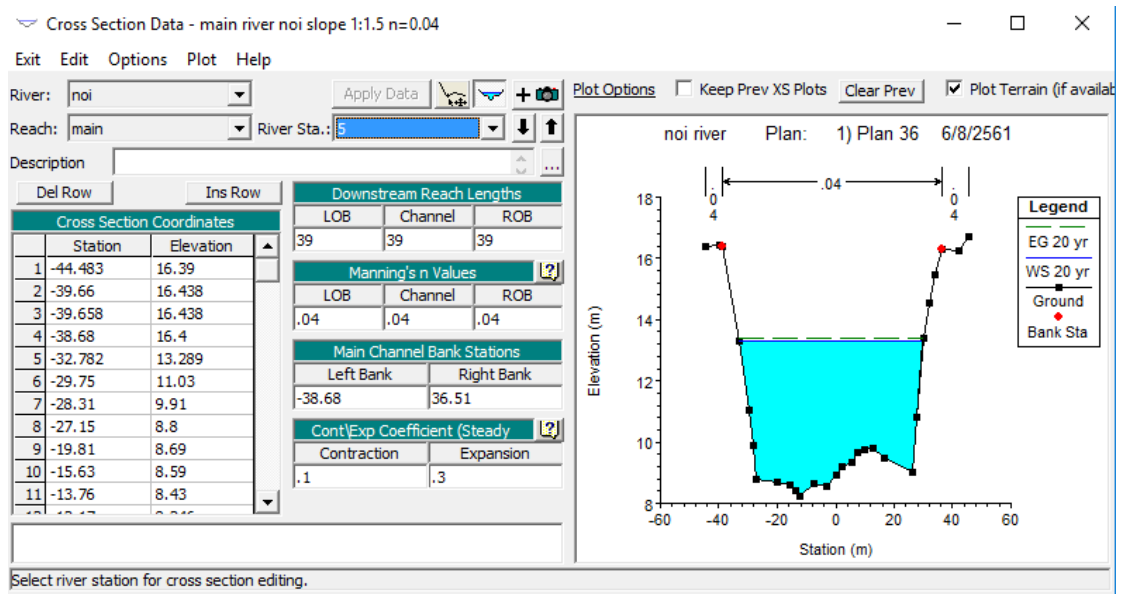 Cross Section Data - main river noi slope 1:1.5 n=0.04
Exit Edit Options Plot Help
River: noi Apply Data
Reach: main River Sta.: 5
Description ...
Del Row Ins Row
Cross Section Coordinates
Station Elevation
1 -44.483 16.39
2 -39.66 16.438
3 -39.658 16.438
4 -38.68 16.4
5 -32.782 13.289
6 -29.75 11.03
7 -28.31 9.91
8 -27.15 8.8
9 -19.81 8.69
10 -15.63 8.59
11 -13.76 8.43
Downstream Reach Lengths
LOB Channel ROB
39 39 39
Manning's n Values
LOB Channel ROB
.04 .04 .04
Main Channel Bank Stations
Left Bank Right Bank
-38.68 36.51
Cont\Exp Coefficient (Steady
Contraction Expansion
.1 .3
Select river station for cross section editing.
Plot Options Keep Prev XS Plots Clear Prev Plot Terrain (if availab
noi river Plan: 1) Plan 36 6/8/2561
.04 .04 .04
18
16
14
12
10
8
Elevation (m)
-60 -40 -20 0 20 40 60
Station (m)
Legend
EG 20 yr
WS 20 yr
Ground
Bank Sta